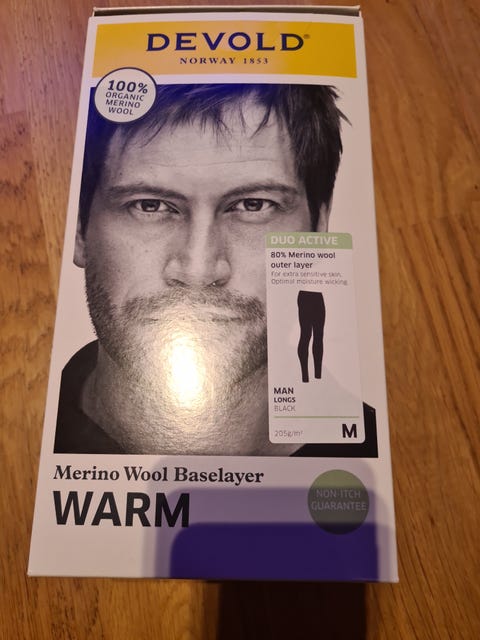 DEVOLD®
NORWAY 1853
100%
ORGANIC
MERINO
WOOL
DUO ACTIVE
80% Merino wool
outer layer
For extra sensitive skin.
Optimal moisture wicking
MAN
LONGS
BLACK
205g/m²
M
Merino Wool Baselayer
WARM
NON-ITCH
GUARANTEE